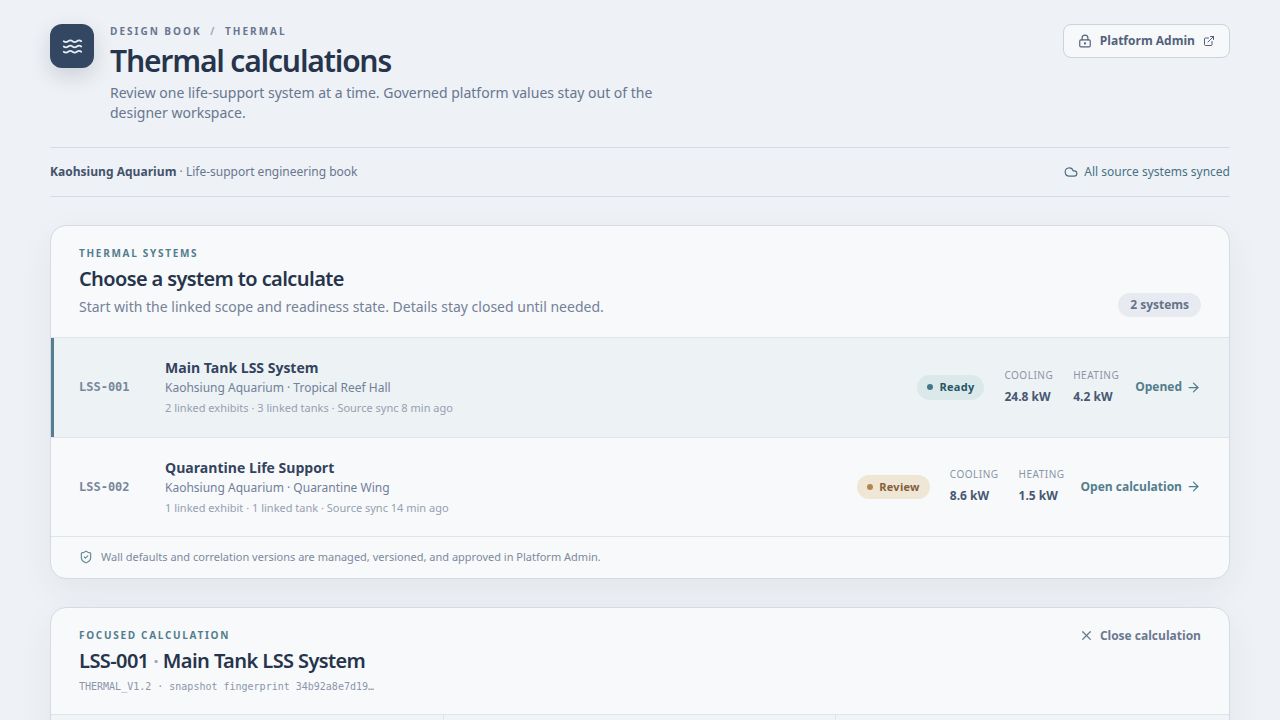 DESIGN BOOK / THERMAL
Thermal calculations
Review one life-support system at a time. Governed platform values stay out of the
designer workspace.
Platform Admin
Kaohsiung Aquarium · Life-support engineering book
All source systems synced
THERMAL SYSTEMS
Choose a system to calculate
Start with the linked scope and readiness state. Details stay closed until needed.
2 systems
LSS-001
Main Tank LSS System
Kaohsiung Aquarium · Tropical Reef Hall
2 linked exhibits · 3 linked tanks · Source sync 8 min ago
Ready
COOLING
24.8 kW
HEATING
4.2 kW
Opened
LSS-002
Quarantine Life Support
Kaohsiung Aquarium · Quarantine Wing
1 linked exhibit · 1 linked tank · Source sync 14 min ago
Review
COOLING
8.6 kW
HEATING
1.5 kW
Open calculation
Wall defaults and correlation versions are managed, versioned, and approved in Platform Admin.
FOCUSED CALCULATION
LSS-001 · Main Tank LSS System
THERMAL_V1.2 · snapshot fingerprint 34b92a8e7d19…
Close calculation